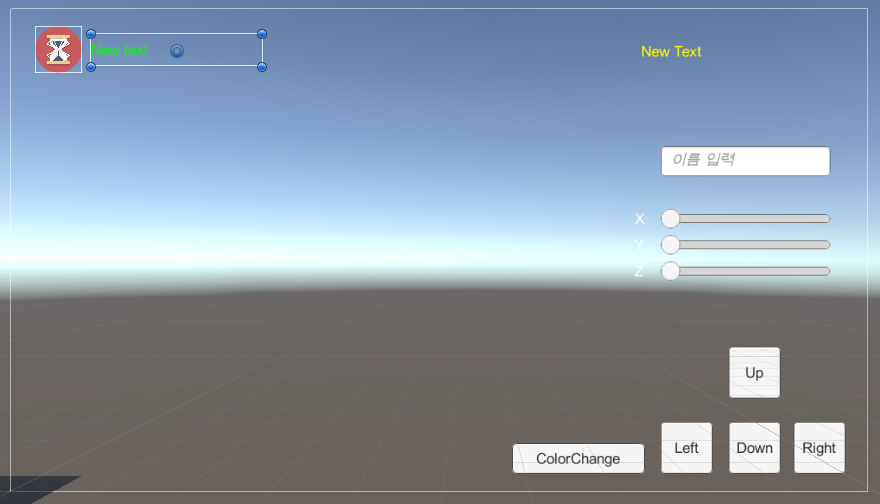 New text
New Text
이름 입력
X
Y
Z
Up
Left
Down
Right
ColorChange